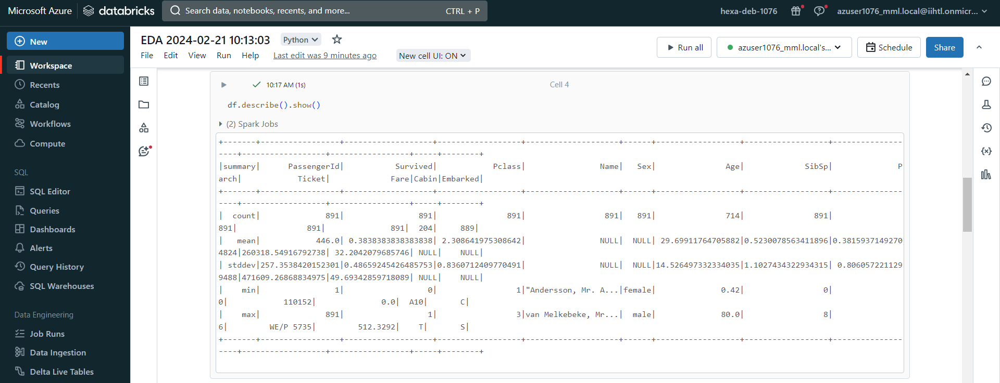 Microsoft Azure databricks Search data, notebooks, recents, and more... CTRL + P hexa-deb-1076 azuser1076_mml.local@iihtl.onmicr...
New
Workspace
Recents
Catalog
Workflows
Compute
SQL
SQL Editor
Queries
Dashboards
Alerts
Query History
SQL Warehouses
Data Engineering
Job Runs
Data Ingestion
Delta Live Tables
EDA 2024-02-21 10:13:03 Python
File Edit View Run Help Last edit was 9 minutes ago New cell UI: ON
Run all azuser1076_mml.local's... Schedule Share
10:17 AM (1s) Cell 4
df.describe().show()
(2) Spark Jobs
+-------+-----------------+-------------------+------------------+--------------------+------+------------------+------------------+---------------
----+------------------+-----------------+-----+--------+
|summary| PassengerId| Survived| Pclass| Name| Sex| Age| SibSp| P
arch| Ticket| Fare|Cabin|Embarked|
+-------+-----------------+-------------------+------------------+--------------------+------+------------------+------------------+---------------
----+------------------+-----------------+-----+--------+
| count| 891| 891| 891| 891| 891| 714| 891|
891| 891| 891| 204| 889|
| mean| 446.0| 0.3838383838383838| 2.308641975308642| NULL| NULL| 29.69911764705882|0.5230078563411896|0.3815937149270
4824|260318.54916792738| 32.2042079685746| NULL| NULL|
| stddev|257.3538420152301|0.48659245426485753|0.8360712409770491| NULL| NULL|14.526497332334035|1.1027434322934315| 0.806057221129
9488|471609.26868834975|49.69342859718089| NULL| NULL|
| min| 1| 0| 1|"Andersson, Mr. A...|female| 0.42| 0|
0| 110152| 0.0| A10| C|
| max| 891| 1| 3|van Melkebeke, Mr...| male| 80.0| 8|
6| WE/P 5735| 512.3292| T| S|
+-------+-----------------+-------------------+------------------+--------------------+------+------------------+------------------+---------------
----+------------------+-----------------+-----+--------+